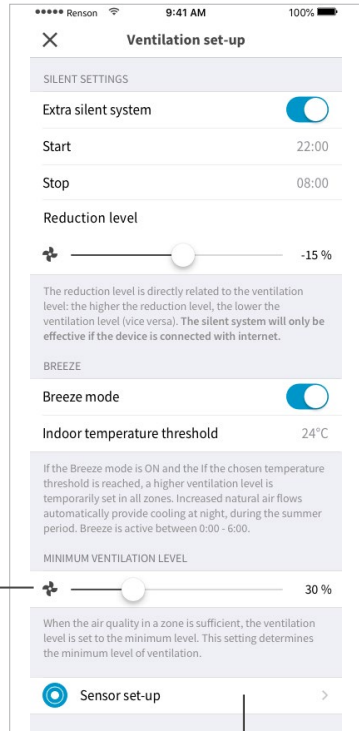 Renson 9:41 AM 100%
Ventilation set-up
SILENT SETTINGS
Extra silent system
Start 22:00
Stop 08:00
Reduction level
-15 %
The reduction level is directly related to the ventilation
level: the higher the reduction level, the lower the
ventilation level (vice versa). The silent system will only be
effective if the device is connected with internet.
BREEZE
Breeze mode
Indoor temperature threshold 24°C
If the Breeze mode is ON and the If the chosen temperature
threshold is reached, a higher ventilation level is
temporarily set in all zones. Increased natural air flows
automatically provide cooling at night, during the summer
period. Breeze is active between 0:00 - 6:00.
MINIMUM VENTILATION LEVEL
30 %
When the air quality in a zone is sufficient, the ventilation
level is set to the minimum level. This setting determines
the minimum level of ventilation.
Sensor set-up